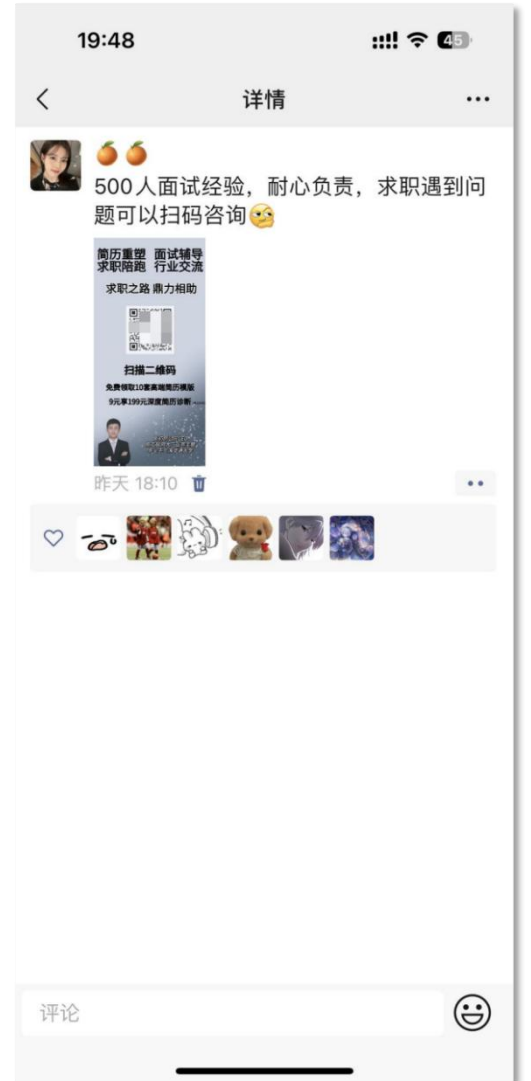 19:48
45
详情
500人面试经验，耐心负责，求职遇到问
题可以扫码咨询
简历重塑 面试辅导
求职陪跑 行业交流
求职之路 鼎力相助
扫描二维码
免费领取10套高端简历模版
9元享199元深度简历诊断
昨天 18:10
评论